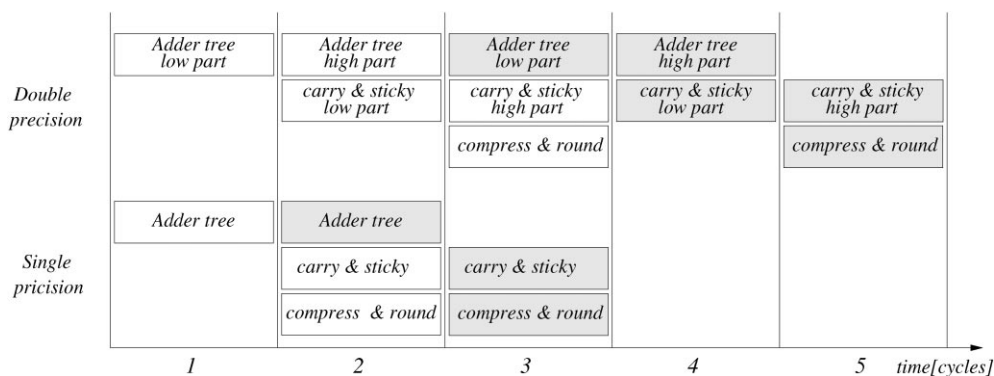 Adder tree
low part
Adder tree
high part
Adder tree
low part
Adder tree
high part
Double
precision
carry & sticky
low part
carry & sticky
high part
carry & sticky
low part
carry & sticky
high part
compress & round
compress & round
Adder tree
Adder tree
Single
pricision
carry & sticky
carry & sticky
compress & round
compress & round
1 2 3 4 5 time[cycles]